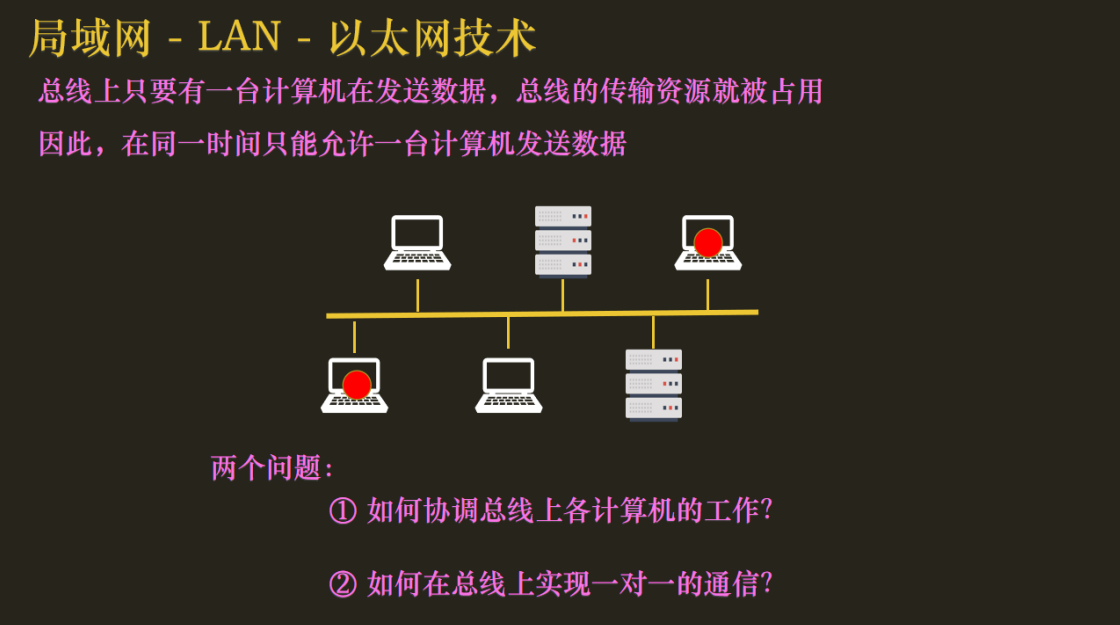 局域网 - LAN - 以太网技术
总线上只要有一台计算机在发送数据，总线的传输资源就被占用
因此，在同一时间只能允许一台计算机发送数据
两个问题：
① 如何协调总线上各计算机的工作？
② 如何在总线上实现一对一的通信？